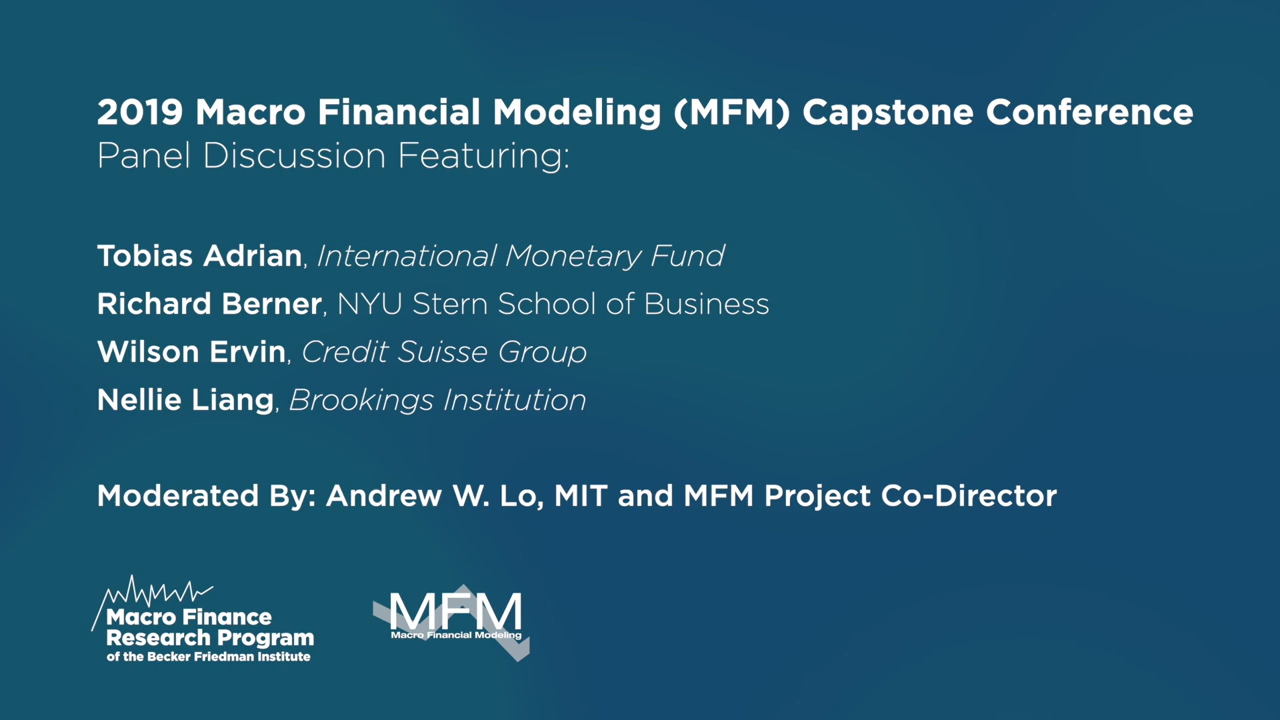 2019 Macro Financial Modeling (MFM) Capstone Conference
Panel Discussion Featuring:
Tobias Adrian, International Monetary Fund
Richard Berner, NYU Stern School of Business
Wilson Ervin, Credit Suisse Group
Nellie Liang, Brookings Institution
Moderated By: Andrew W. Lo, MIT and MFM Project Co-Director
Macro Finance
Research Program
of the Becker Friedman Institute
MFM
Macro Financial Modeling